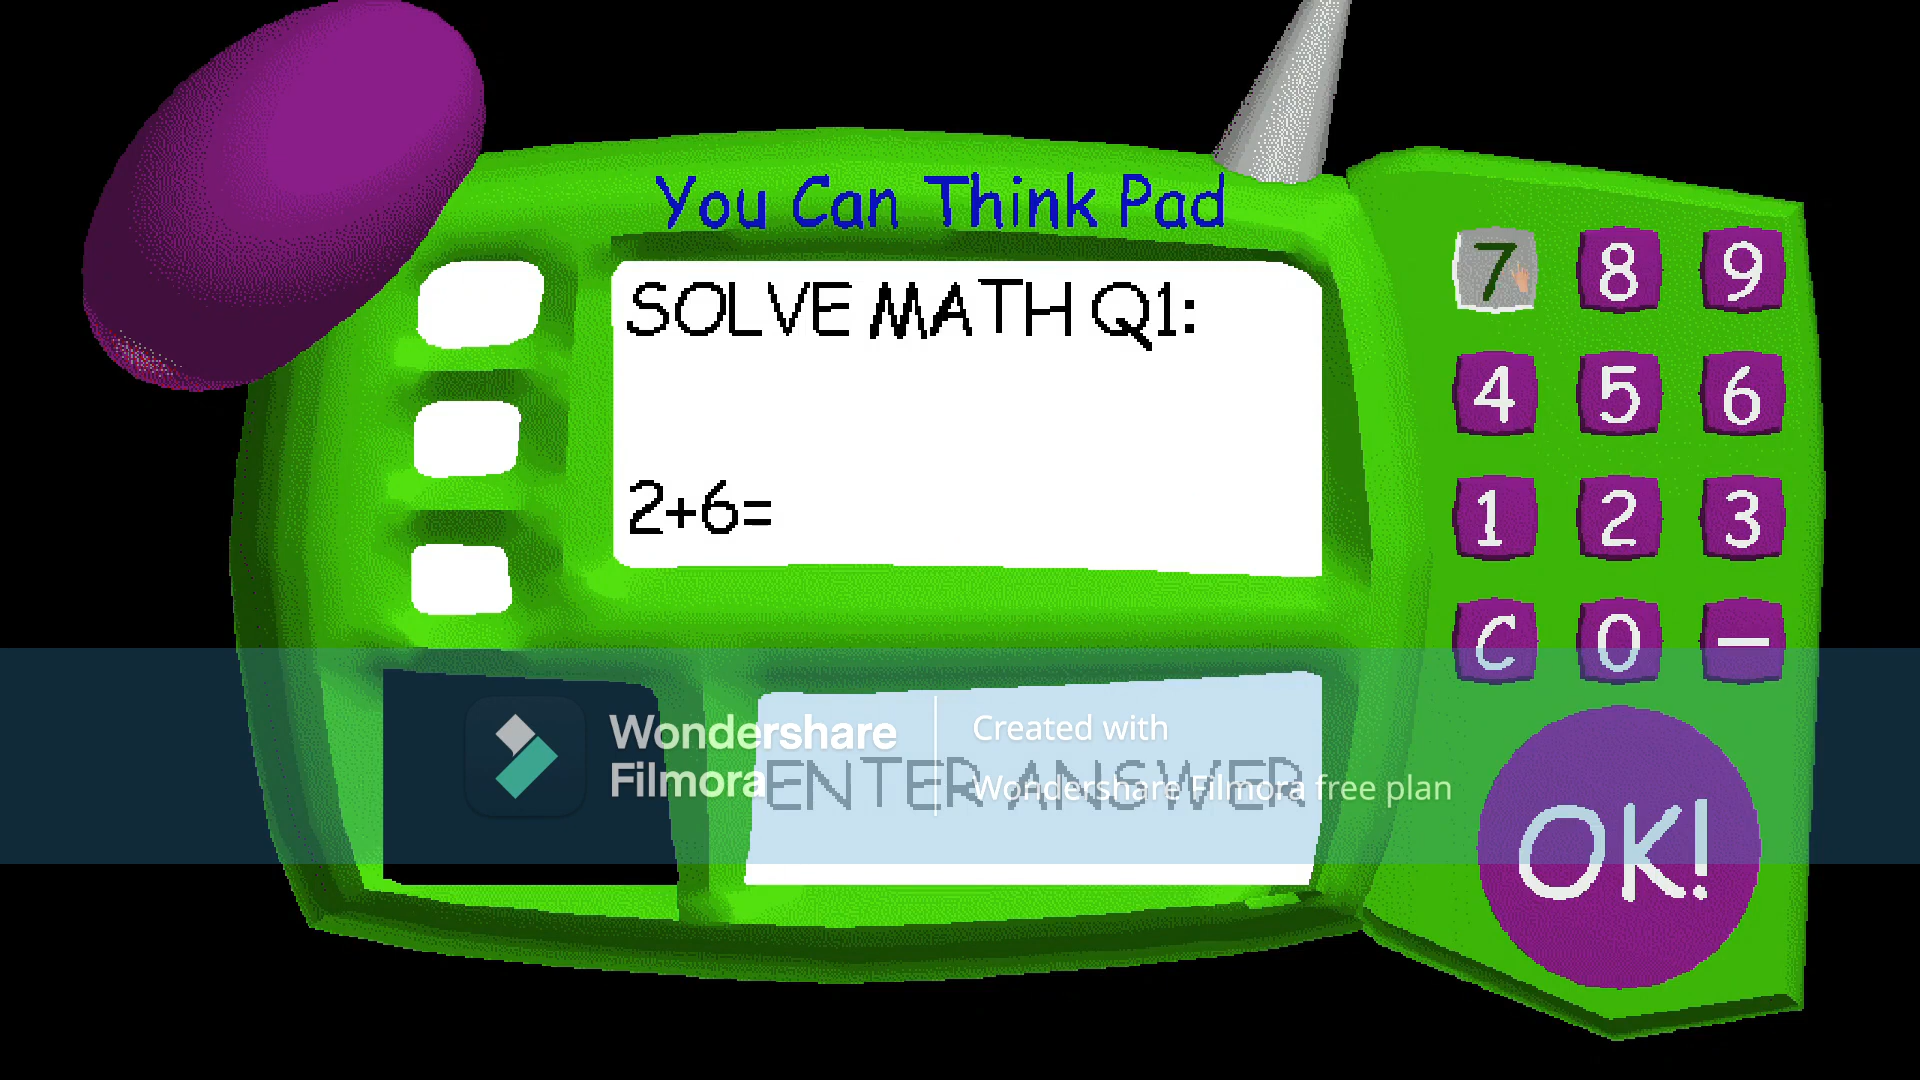 You Can Think Pad
SOLVE MATH Q1:
2+6=
7 8 9
4 5 6
1 2 3
C 0 –
Wondershare
Filmora
Created with
Wondershare Filmora free plan
ENTER ANSWER
OK!